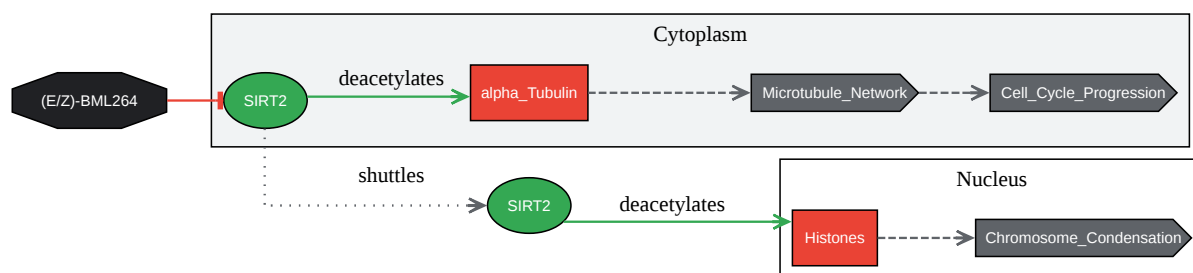 Cytoplasm
(E/Z)-BML264
SIRT2
deacetylates
alpha_Tubulin
Microtubule_Network
Cell_Cycle_Progression
shuttles
SIRT2
deacetylates
Nucleus
Histones
Chromosome_Condensation